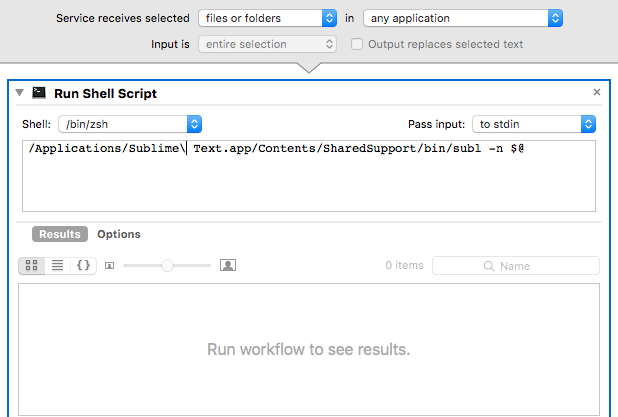 Service receives selected files or folders in any application
Input is entire selection Output replaces selected text
Run Shell Script
Shell: /bin/zsh Pass input: to stdin
/Applications/Sublime\ Text.app/Contents/SharedSupport/bin/subl -n $@
Results Options
0 items Name
Run workflow to see results.